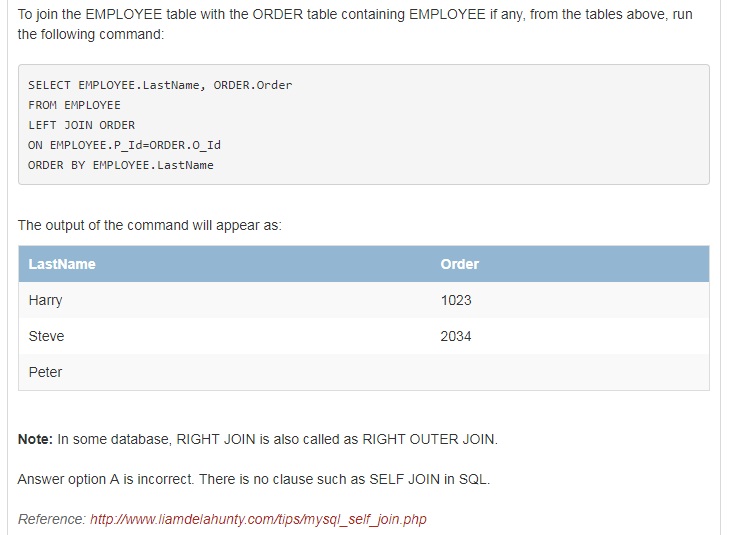 To join the EMPLOYEE table with the ORDER table containing EMPLOYEE if any, from the tables above, run
the following command:
SELECT EMPLOYEE.LastName, ORDER.Order
FROM EMPLOYEE
LEFT JOIN ORDER
ON EMPLOYEE.P_Id=ORDER.O_Id
ORDER BY EMPLOYEE.LastName
The output of the command will appear as:
LastName Order
Harry 1023
Steve 2034
Peter
Note: In some database, RIGHT JOIN is also called as RIGHT OUTER JOIN.
Answer option A is incorrect. There is no clause such as SELF JOIN in SQL.
Reference: http://www.liamdelahunty.com/tips/mysql_self_join.php